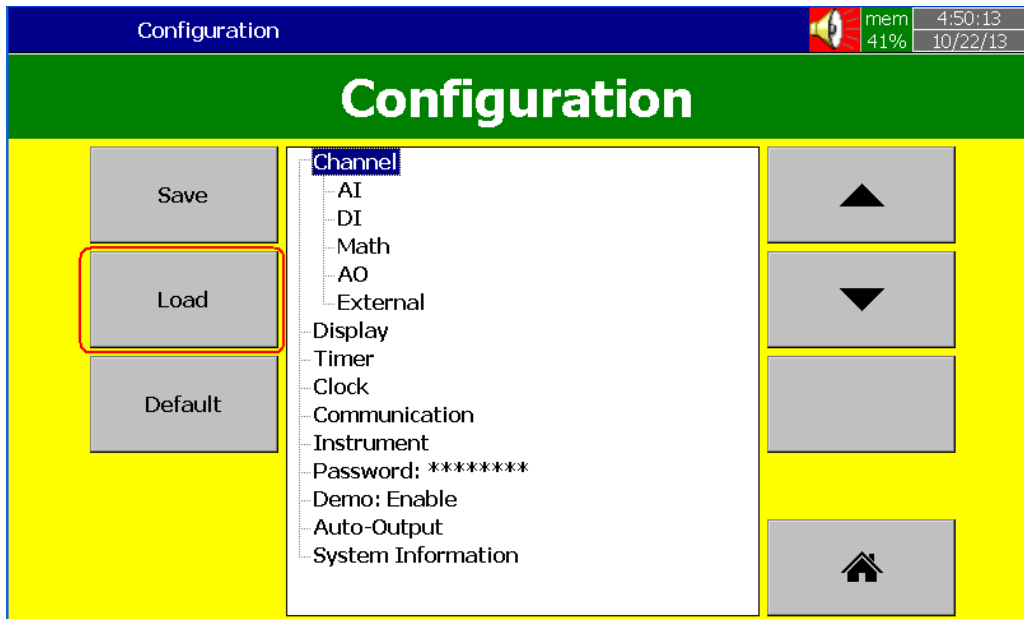 Configuration
mem 4:50:13
41% 10/22/13
Configuration
Save
Load
Default
Channel
AI
DI
Math
AO
External
Display
Timer
Clock
Communication
Instrument
Password: ********
Demo: Enable
Auto-Output
System Information